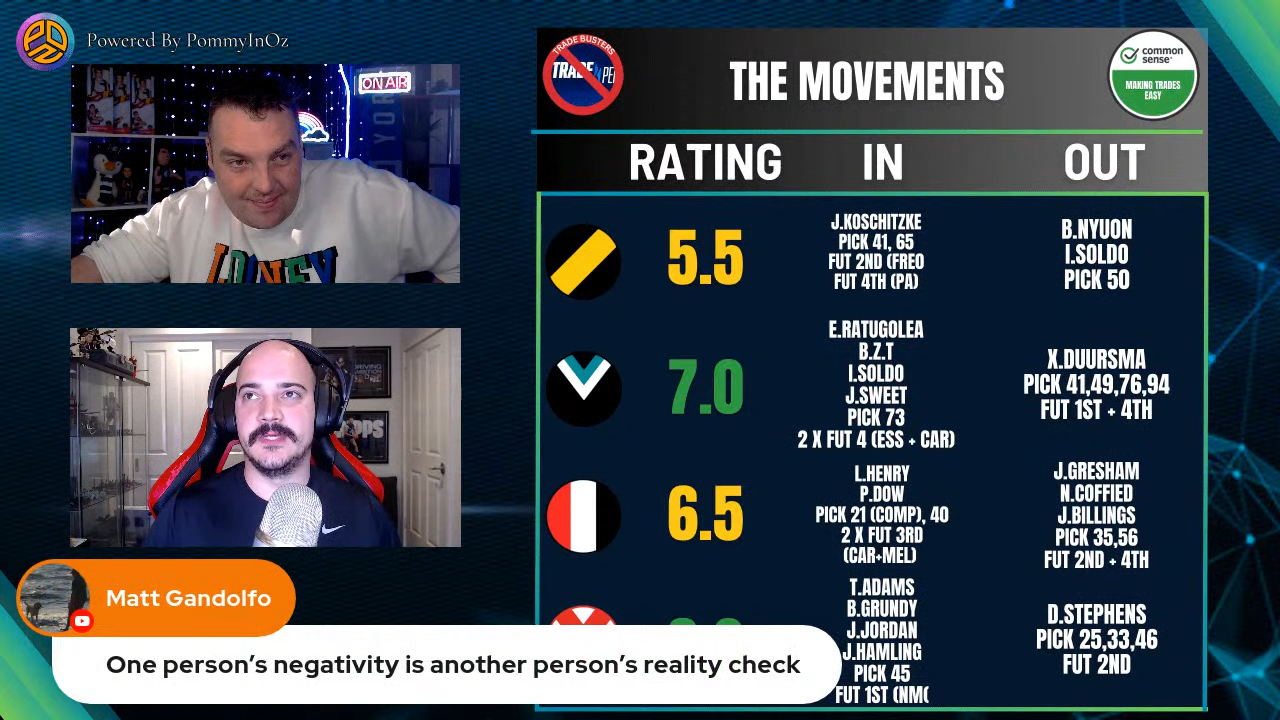 Powered By PommyInOz
ON AIR
TRADE BUSTERS
THE MOVEMENTS
common
sense
MAKING TRADES
EASY
RATING IN OUT
5.5
J.KOSCHITZKE
PICK 41, 65
FUT 2ND (FREO
FUT 4TH (PA)
B.NYUON
I.SOLDO
PICK 50
7.0
E.RATUGOLEA
B.Z.T
I.SOLDO
J.SWEET
PICK 73
2 X FUT 4 (ESS + CAR)
X.DUURSMA
PICK 41,49,76,94
FUT 1ST + 4TH
6.5
L.HENRY
P.DOW
PICK 21 (COMP), 40
2 X FUT 3RD
(CAR+MEL)
J.GRESHAM
N.COFFIED
J.BILLINGS
PICK 35,56
FUT 2ND + 4TH
T.ADAMS
B.GRUNDY
J.JORDAN
J.HAMLING
PICK 45
FUT 1ST (NM(
D.STEPHENS
PICK 25,33,46
FUT 2ND
Matt Gandolfo
One person's negativity is another person's reality check